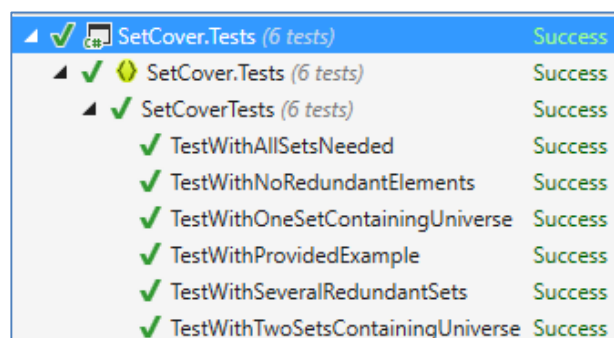 C# SetCover.Tests (6 tests) Success
SetCover.Tests (6 tests) Success
SetCoverTests (6 tests) Success
TestWithAllSetsNeeded Success
TestWithNoRedundantElements Success
TestWithOneSetContainingUniverse Success
TestWithProvidedExample Success
TestWithSeveralRedundantSets Success
TestWithTwoSetsContainingUniverse Success